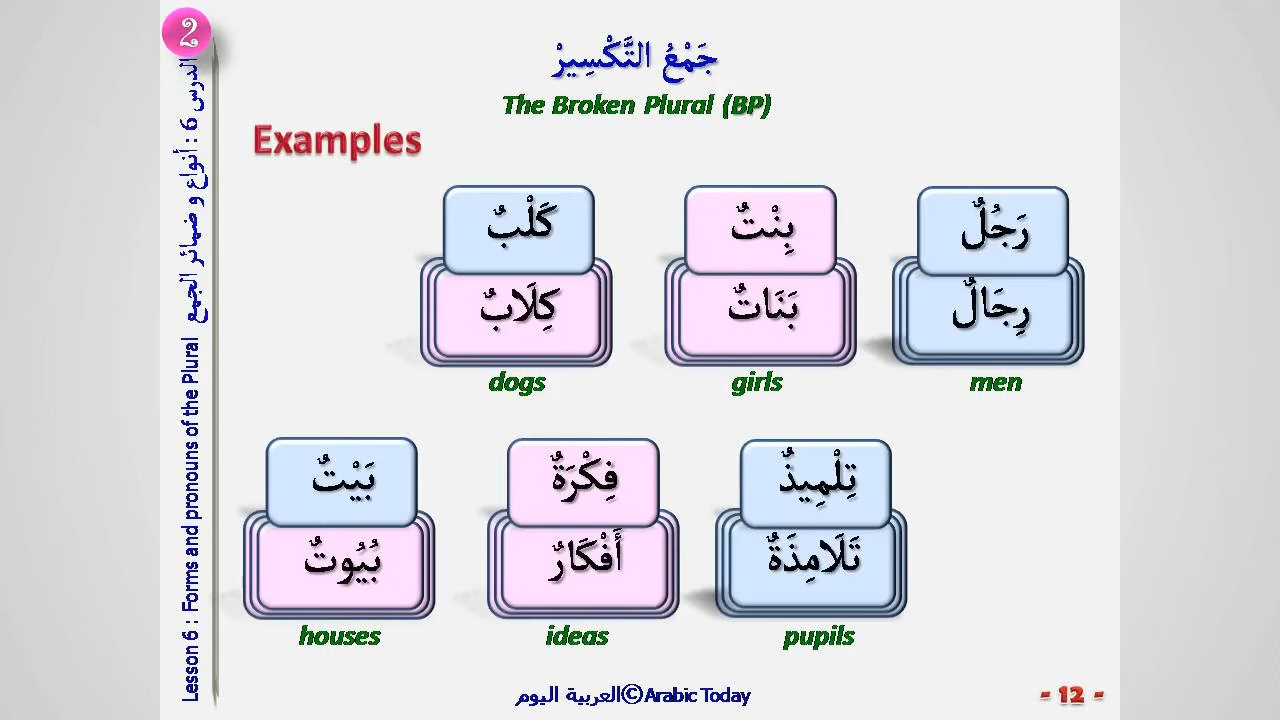 2
الدرس 6 : أنواع و ضمائر الجمع
Lesson 6 : Forms and pronouns of the Plural
جَمْعُ التَّكْسِيرْ
The Broken Plural (BP)
Examples
رَجُلٌ
رِجَالٌ
men
بِنْتٌ
بَنَاتٌ
girls
كَلْبٌ
كِلَابٌ
dogs
تِلْمِيذٌ
تَلَامِذَةٌ
pupils
فِكْرَةٌ
أَفْكَارٌ
ideas
بَيْتٌ
بُيُوتٌ
houses
العربية اليوم©Arabic Today
- 12 -